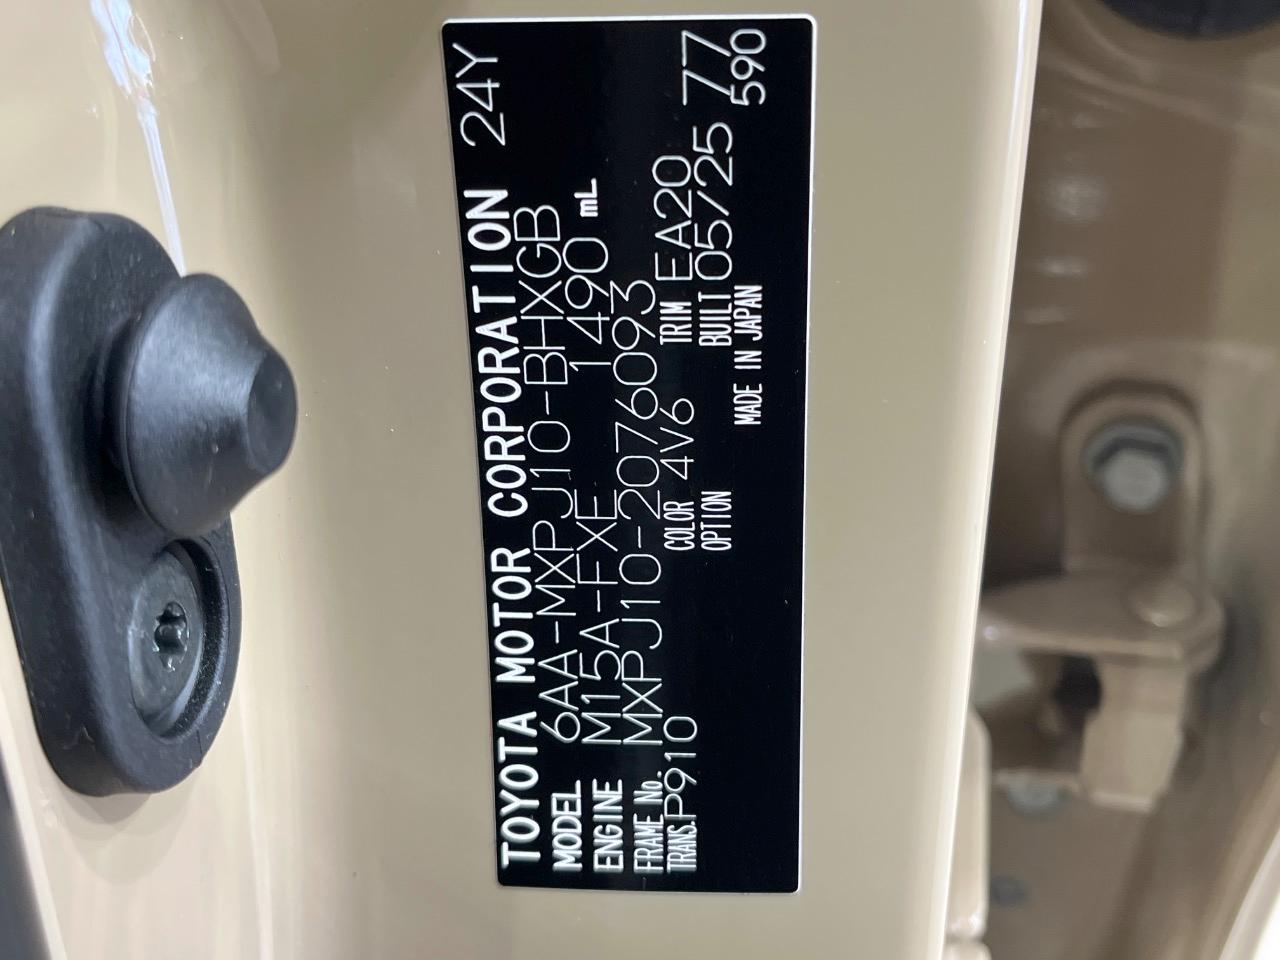 TOYOTA MOTOR CORPORATION 24Y
MODEL 6AA-MXPJ10-BHXGB
ENGINE M15A-FXE 1490 mL
FRAME No. MXPJ10-2076093
TRANS. P910 COLOR 4V6 TRIM EA20
OPTION BUILT 05/25 77
MADE IN JAPAN 590